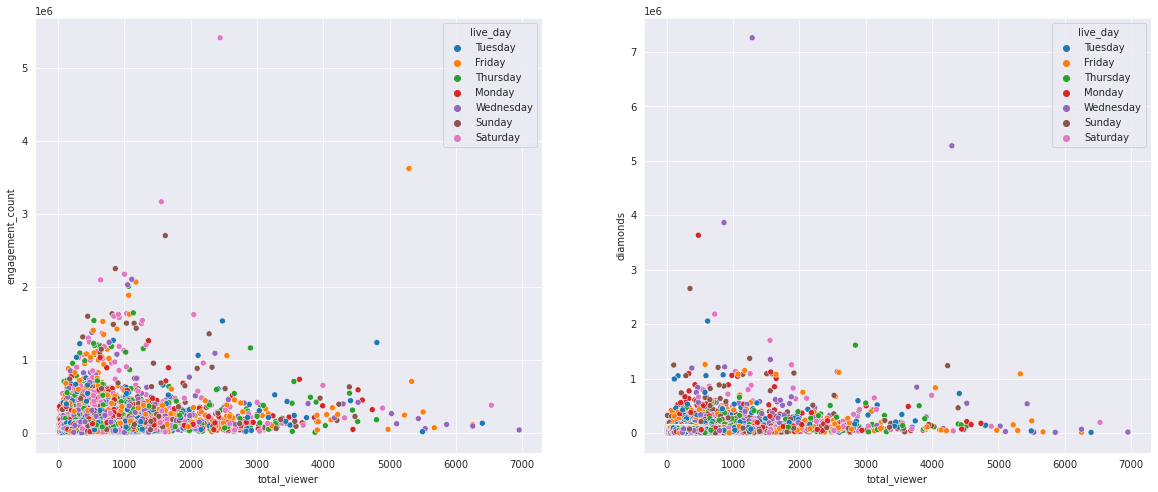 1e6
live_day
Tuesday
Friday
Thursday
Monday
Wednesday
Sunday
Saturday
5
4
3
2
1
0
engagement_count
0 1000 2000 3000 4000 5000 6000 7000
total_viewer
1e6
live_day
Tuesday
Friday
Thursday
Monday
Wednesday
Sunday
Saturday
7
6
5
4
3
2
1
0
diamonds
0 1000 2000 3000 4000 5000 6000 7000
total_viewer